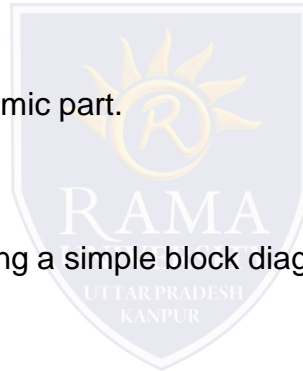 mic part.
RAMA
ng a simple block diag
UTTAR PRADESH
KANPUR